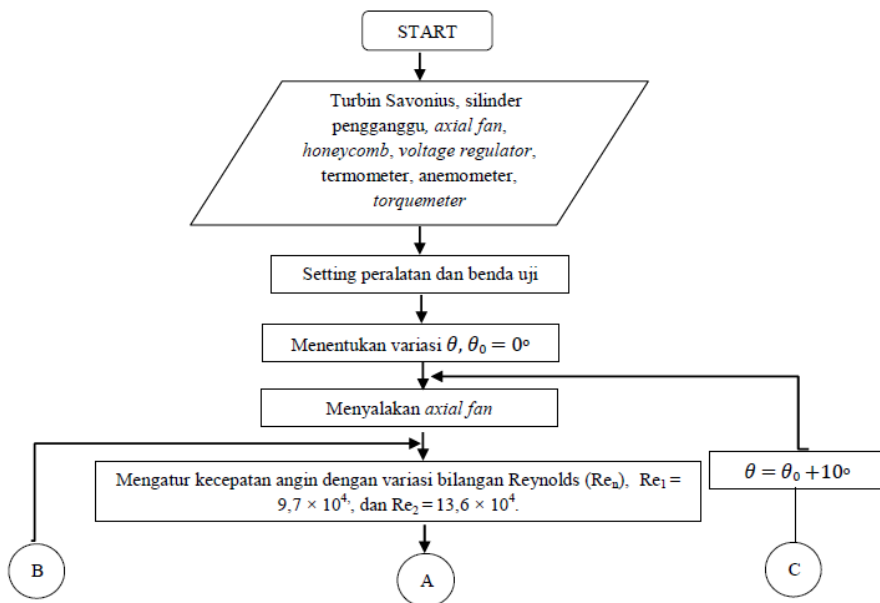 START
Turbin Savonius, silinder
pengganggu, axial fan,
honeycomb, voltage regulator,
termometer, anemometer,
torquemeter
Setting peralatan dan benda uji
Menentukan variasi θ, θ₀ = 0°
Menyalakan axial fan
Mengatur kecepatan angin dengan variasi bilangan Reynolds (Reₙ), Re₁ =
9,7 × 10⁴, dan Re₂ = 13,6 × 10⁴.
θ = θ₀ +10°
B
A
C